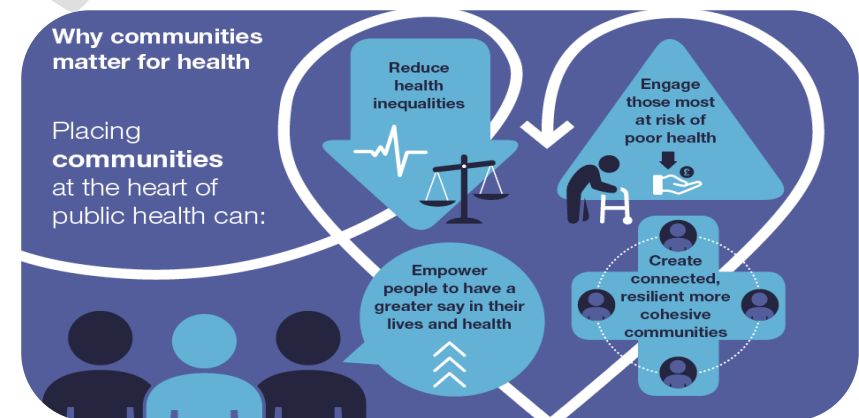 Why communities
matter for health
Placing
communities
at the heart of
public health can:
Reduce
health
inequalities
Engage
those most
at risk of
poor health
£
Empower
people to have a
greater say in their
lives and health
Create
connected,
resilient more
cohesive
communities